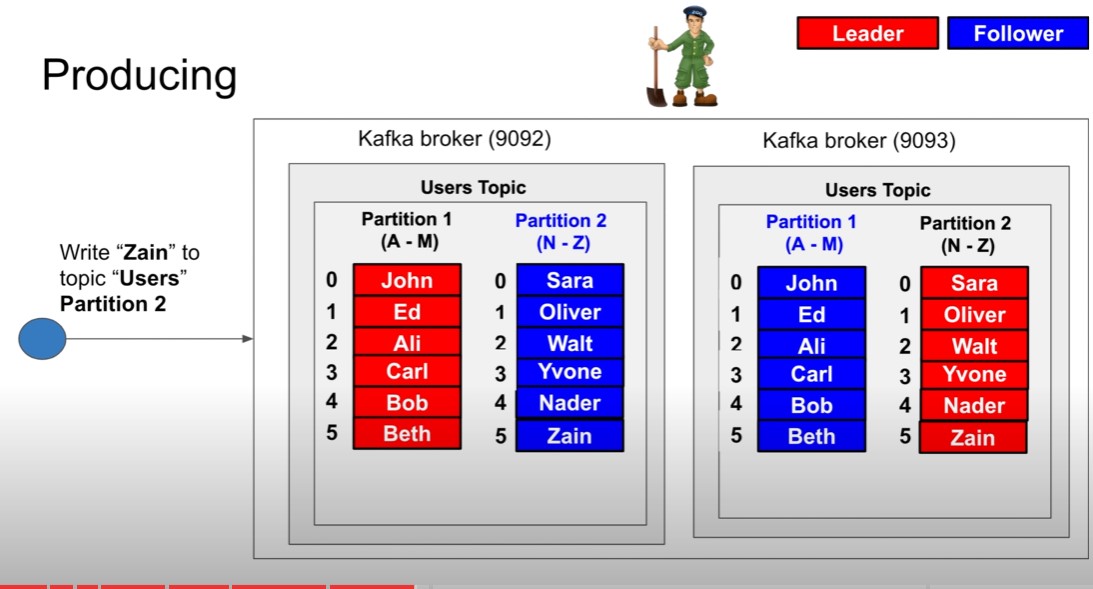 Leader
Follower
Producing
Kafka broker (9092)
Kafka broker (9093)
Write “Zain” to
topic “Users”
Partition 2
Users Topic
Partition 1
(A - M)
Partition 2
(N - Z)
0 John 0 Sara
1 Ed 1 Oliver
2 Ali 2 Walt
3 Carl 3 Yvone
4 Bob 4 Nader
5 Beth 5 Zain
Users Topic
Partition 1
(A - M)
Partition 2
(N - Z)
0 John 0 Sara
1 Ed 1 Oliver
2 Ali 2 Walt
3 Carl 3 Yvone
4 Bob 4 Nader
5 Beth 5 Zain